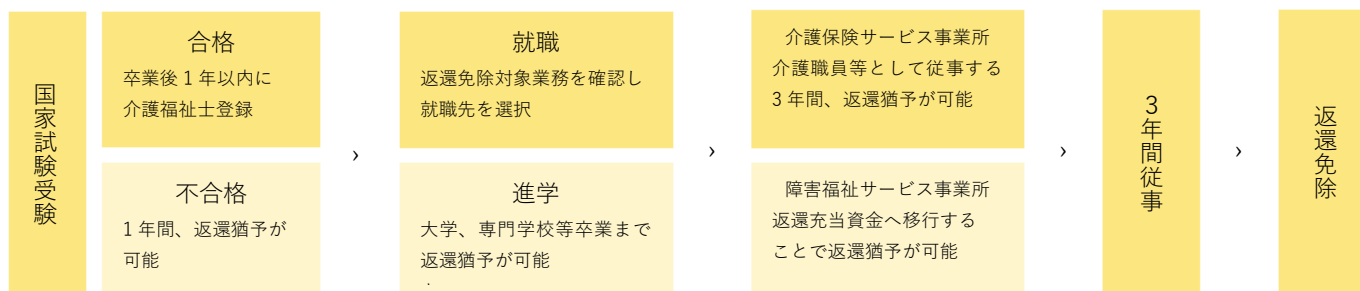 国家試験受験
合格
卒業後1年以内に
介護福祉士登録
不合格
1年間、返還猶予が
可能
›
就職
返還免除対象業務を確認し
就職先を選択
進学
大学、専門学校等卒業まで
返還猶予が可能
›
介護保険サービス事業所
介護職員等として従事する
3年間、返還猶予が可能
障害福祉サービス事業所
返還充当資金へ移行する
ことで返還猶予が可能
›
3年間従事
›
返還免除